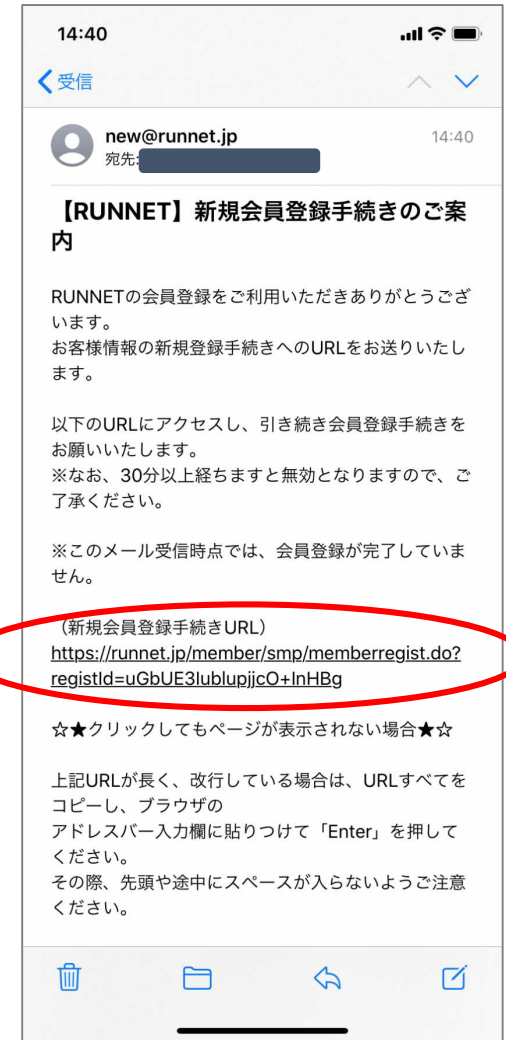 14:40
受信
new@runnet.jp
14:40
宛先:
【RUNNET】新規会員登録手続きのご案
内
RUNNETの会員登録をご利用いただきありがとうござ
います。
お客様情報の新規登録手続きへのURLをお送りいたし
ます。
以下のURLにアクセスし、引き続き会員登録手続きを
お願いいたします。
※なお、30分以上経ちますと無効となりますので、ご
了承ください。
※このメール受信時点では、会員登録が完了していま
せん。
（新規会員登録手続きURL）
https://runnet.jp/member/smp/memberregist.do?
registId=uGbUE3IublupjjcO+InHBg
☆★クリックしてもページが表示されない場合★☆
上記URLが長く、改行している場合は、URLすべてを
コピーし、ブラウザの
アドレスバー入力欄に貼りつけて「Enter」を押して
ください。
その際、先頭や途中にスペースが入らないようご注意
ください。